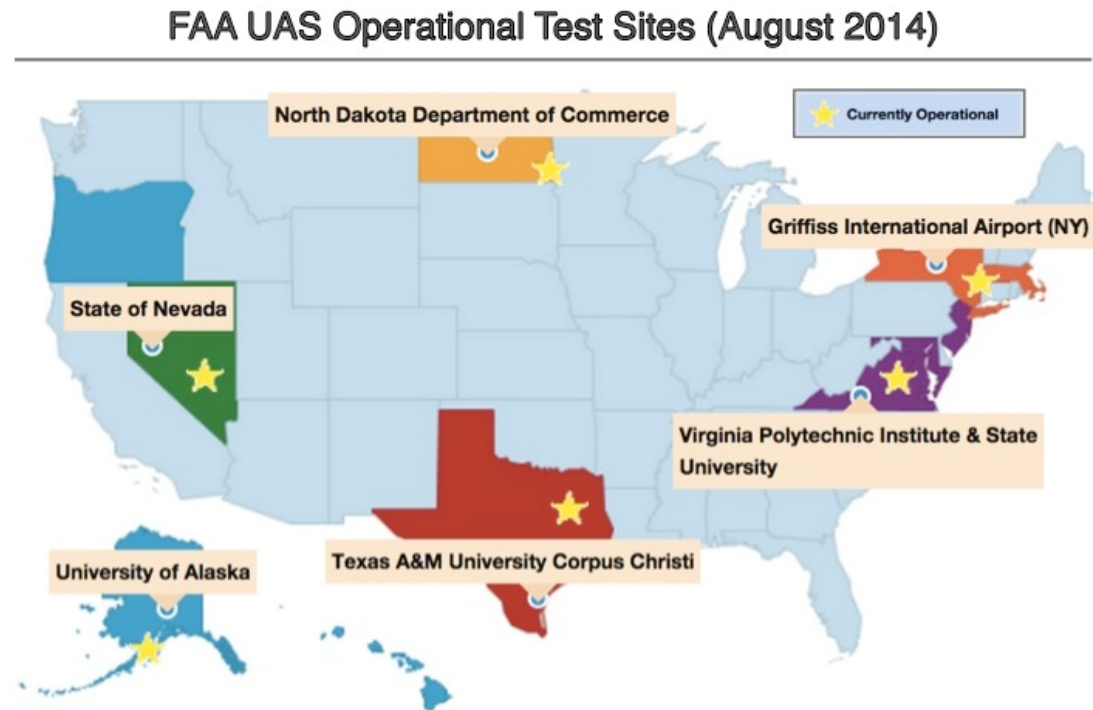 FAA UAS Operational Test Sites (August 2014)
North Dakota Department of Commerce
Currently Operational
Griffiss International Airport (NY)
State of Nevada
Virginia Polytechnic Institute & State
University
Texas A&M University Corpus Christi
University of Alaska